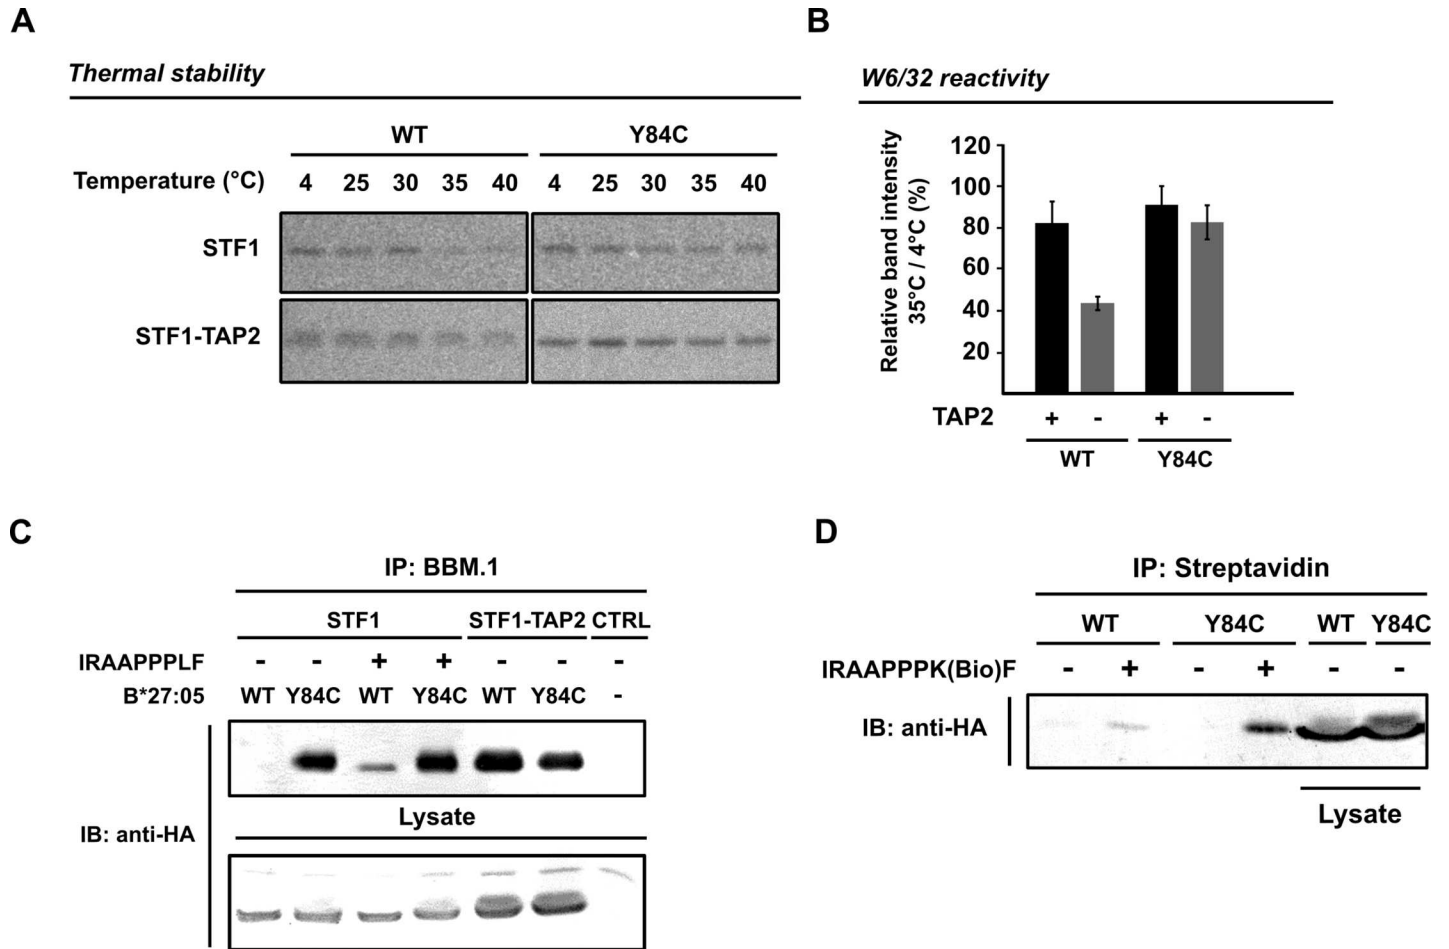 A
Thermal stability
WT Y84C
Temperature (°C) 4 25 30 35 40 4 25 30 35 40
STF1
STF1-TAP2
B
W6/32 reactivity
Relative band intensity
35°C / 4°C (%)
120
100
80
60
40
20
TAP2 + - + -
WT Y84C
C
IP: BBM.1
STF1 STF1-TAP2 CTRL
IRAAPPPLF - - + + - - -
B*27:05 WT Y84C WT Y84C WT Y84C -
Lysate
IB: anti-HA
D
IP: Streptavidin
WT Y84C WT Y84C
IRAAPPPK(Bio)F - + - + - -
IB: anti-HA
Lysate